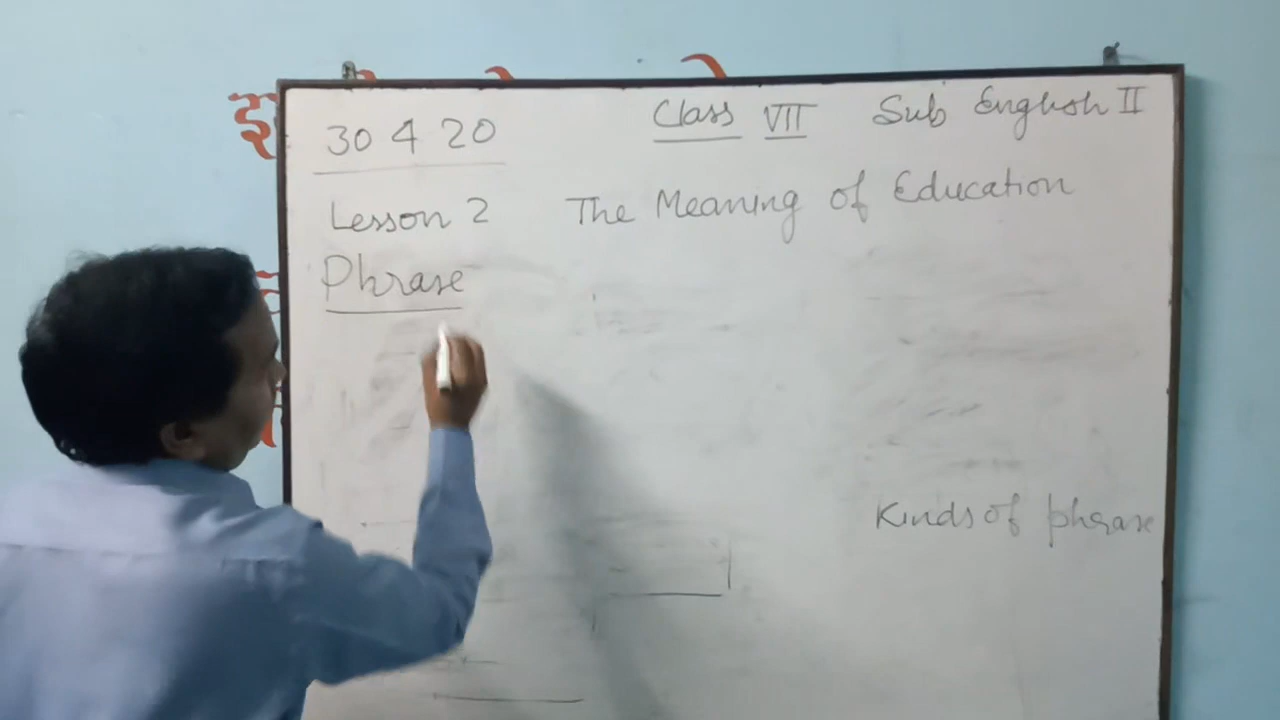 30 4 20 Class VII Sub English II
Lesson 2 The Meaning of Education
Phrase
Kinds of phrase